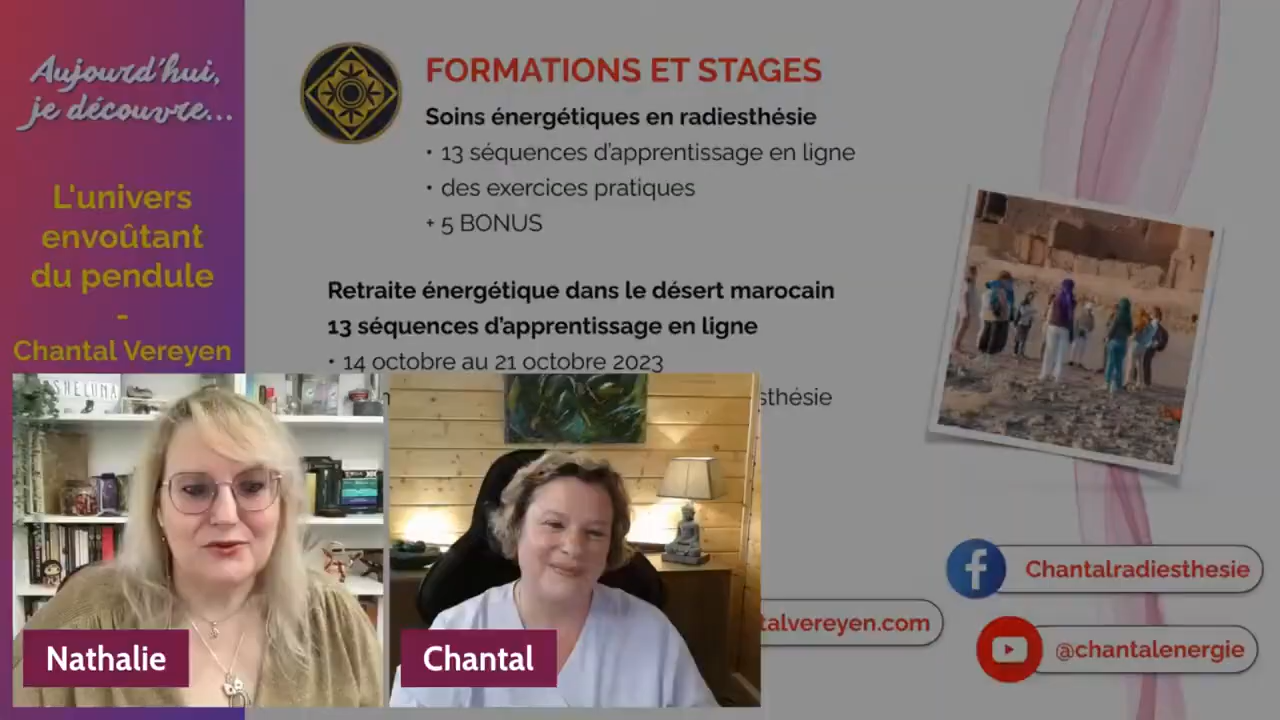 Aujourd'hui,
je découvre...
L'univers
envoûtant
du pendule
-
Chantal Vereyen
FORMATIONS ET STAGES
Soins énergétiques en radiesthésie
• 13 séquences d'apprentissage en ligne
• des exercices pratiques
+ 5 BONUS
Retraite énergétique dans le désert marocain
13 séquences d'apprentissage en ligne
• 14 octobre au 21 octobre 2023
sthésie
Nathalie
Chantal
talvereyen.com
Chantalradiesthesie
@chantalenergie